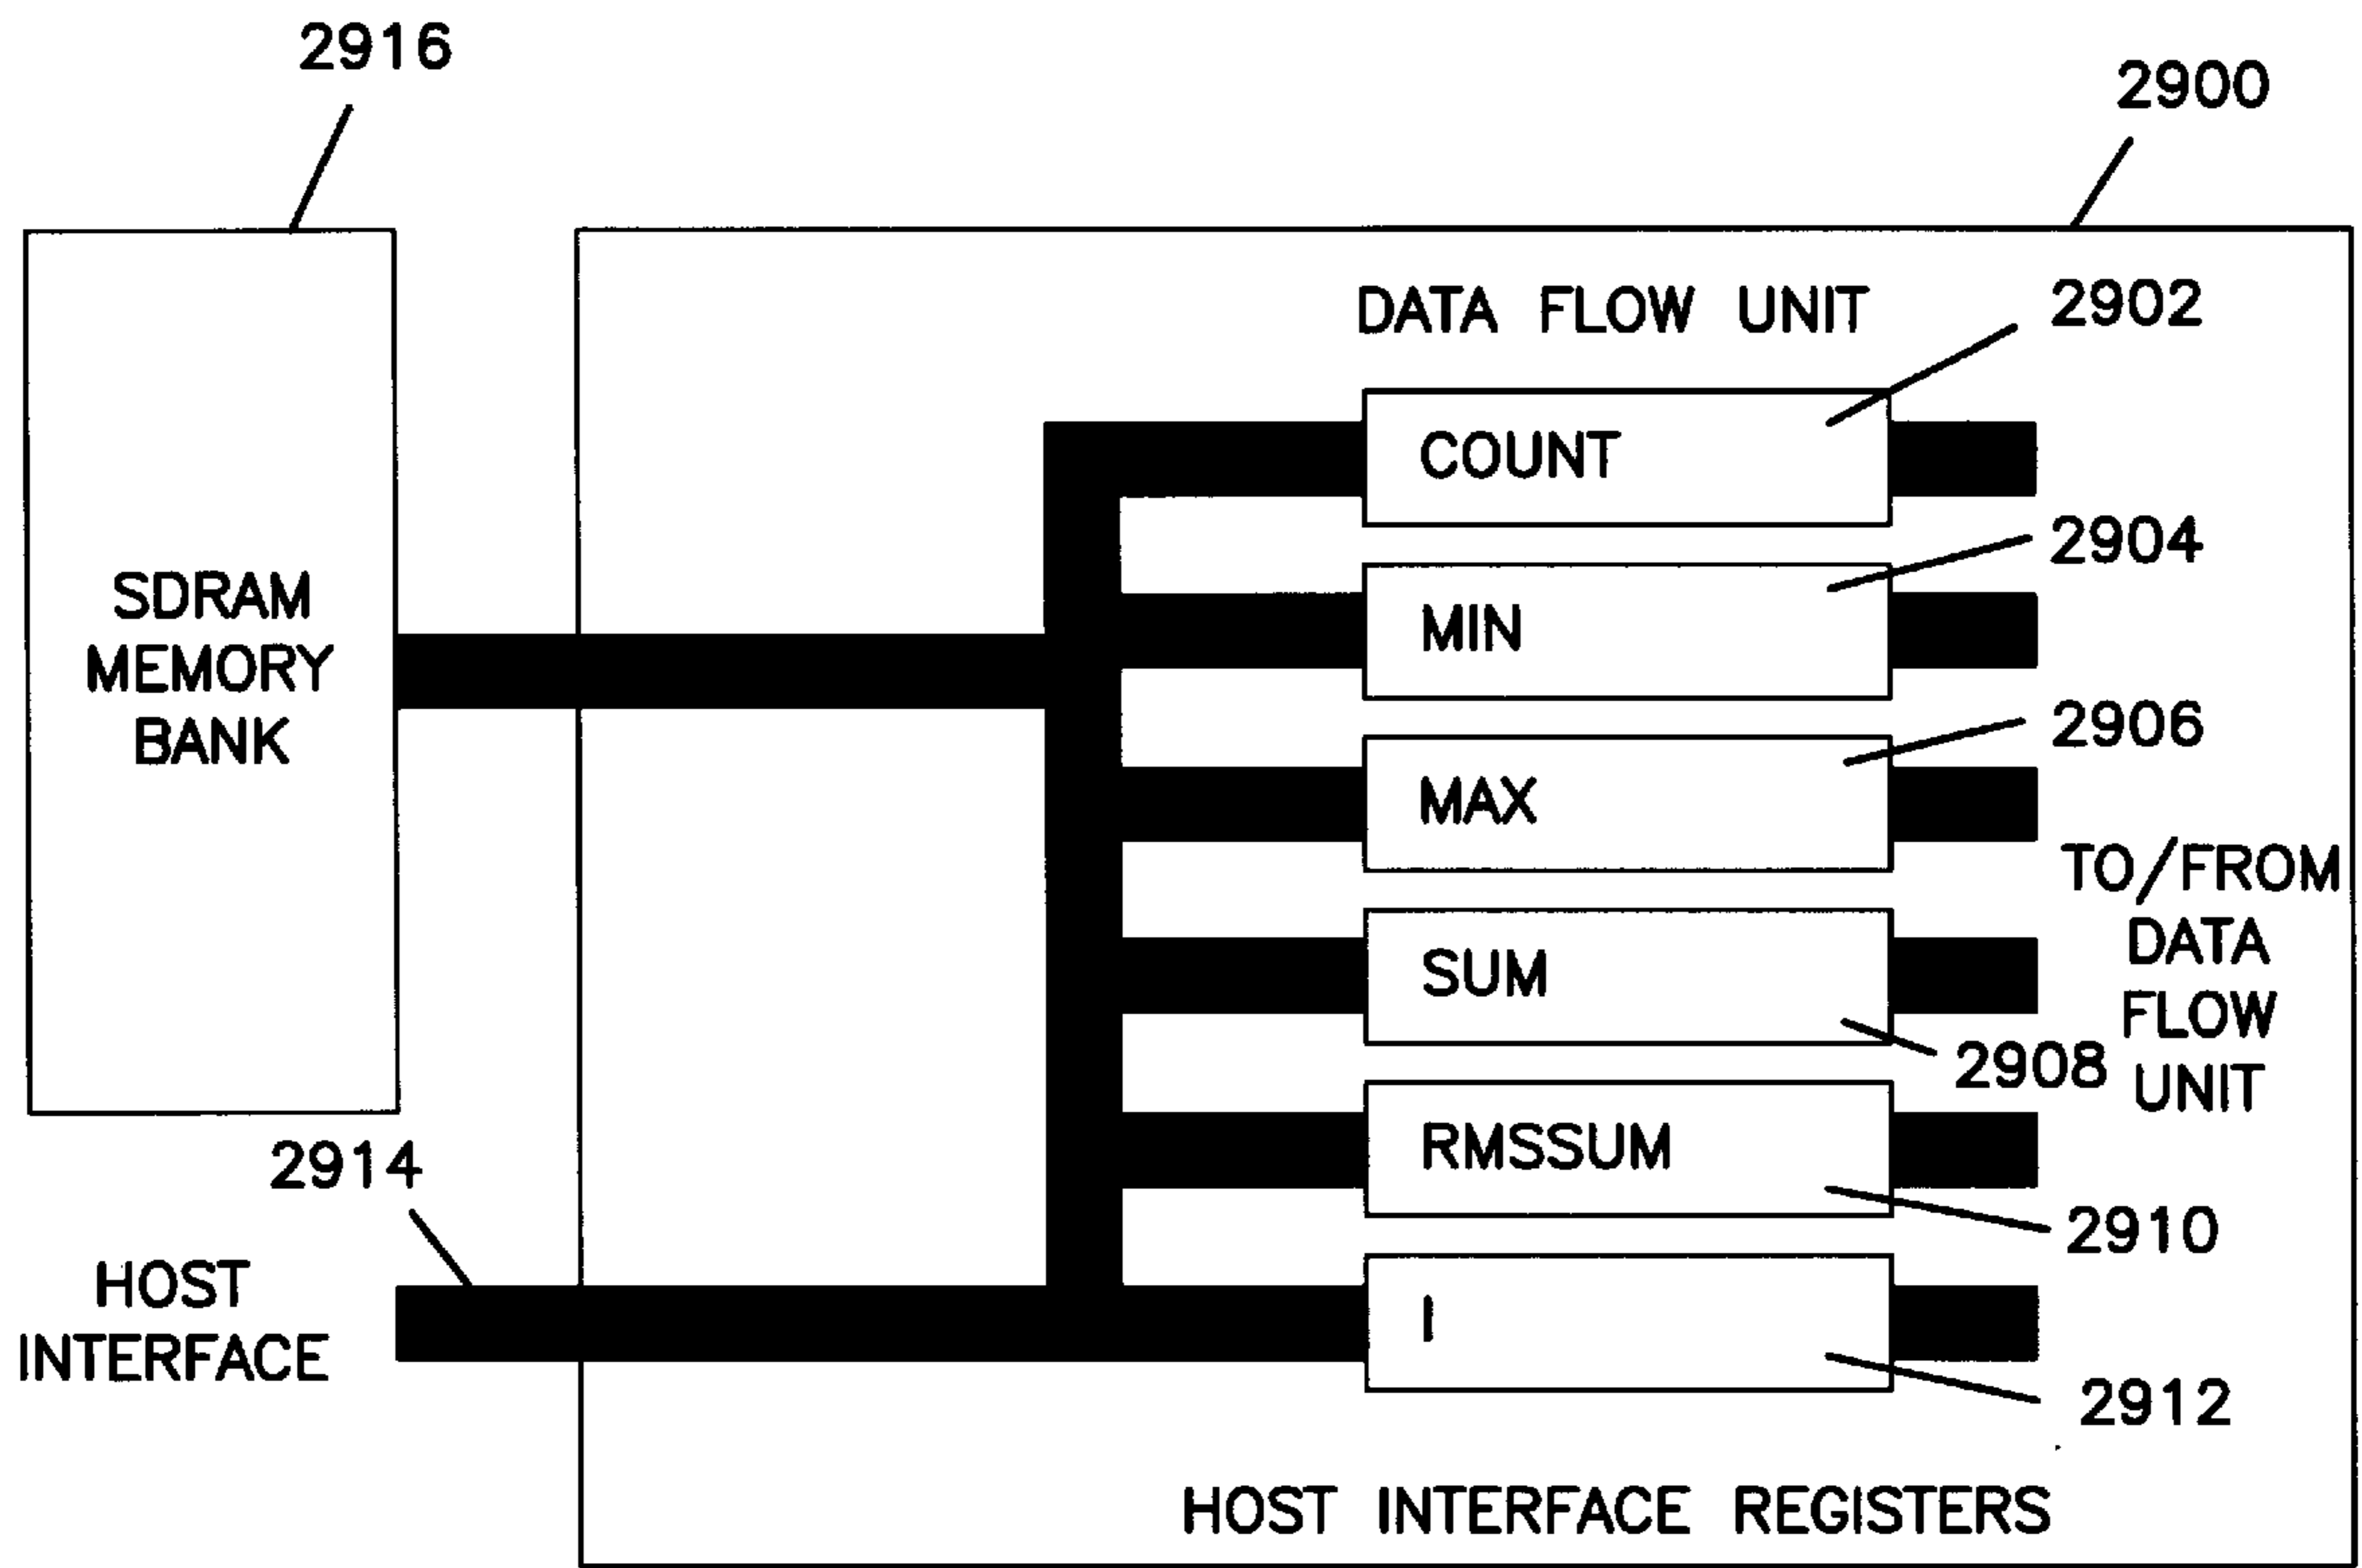 2916
2900
DATA FLOW UNIT
2902
COUNT
2904
MIN
SDRAM
MEMORY
BANK
2906
MAX
TO/FROM
DATA
FLOW
UNIT
SUM
2908
RMSSUM
2910
2914
HOST
INTERFACE
I
2912
HOST INTERFACE REGISTERS